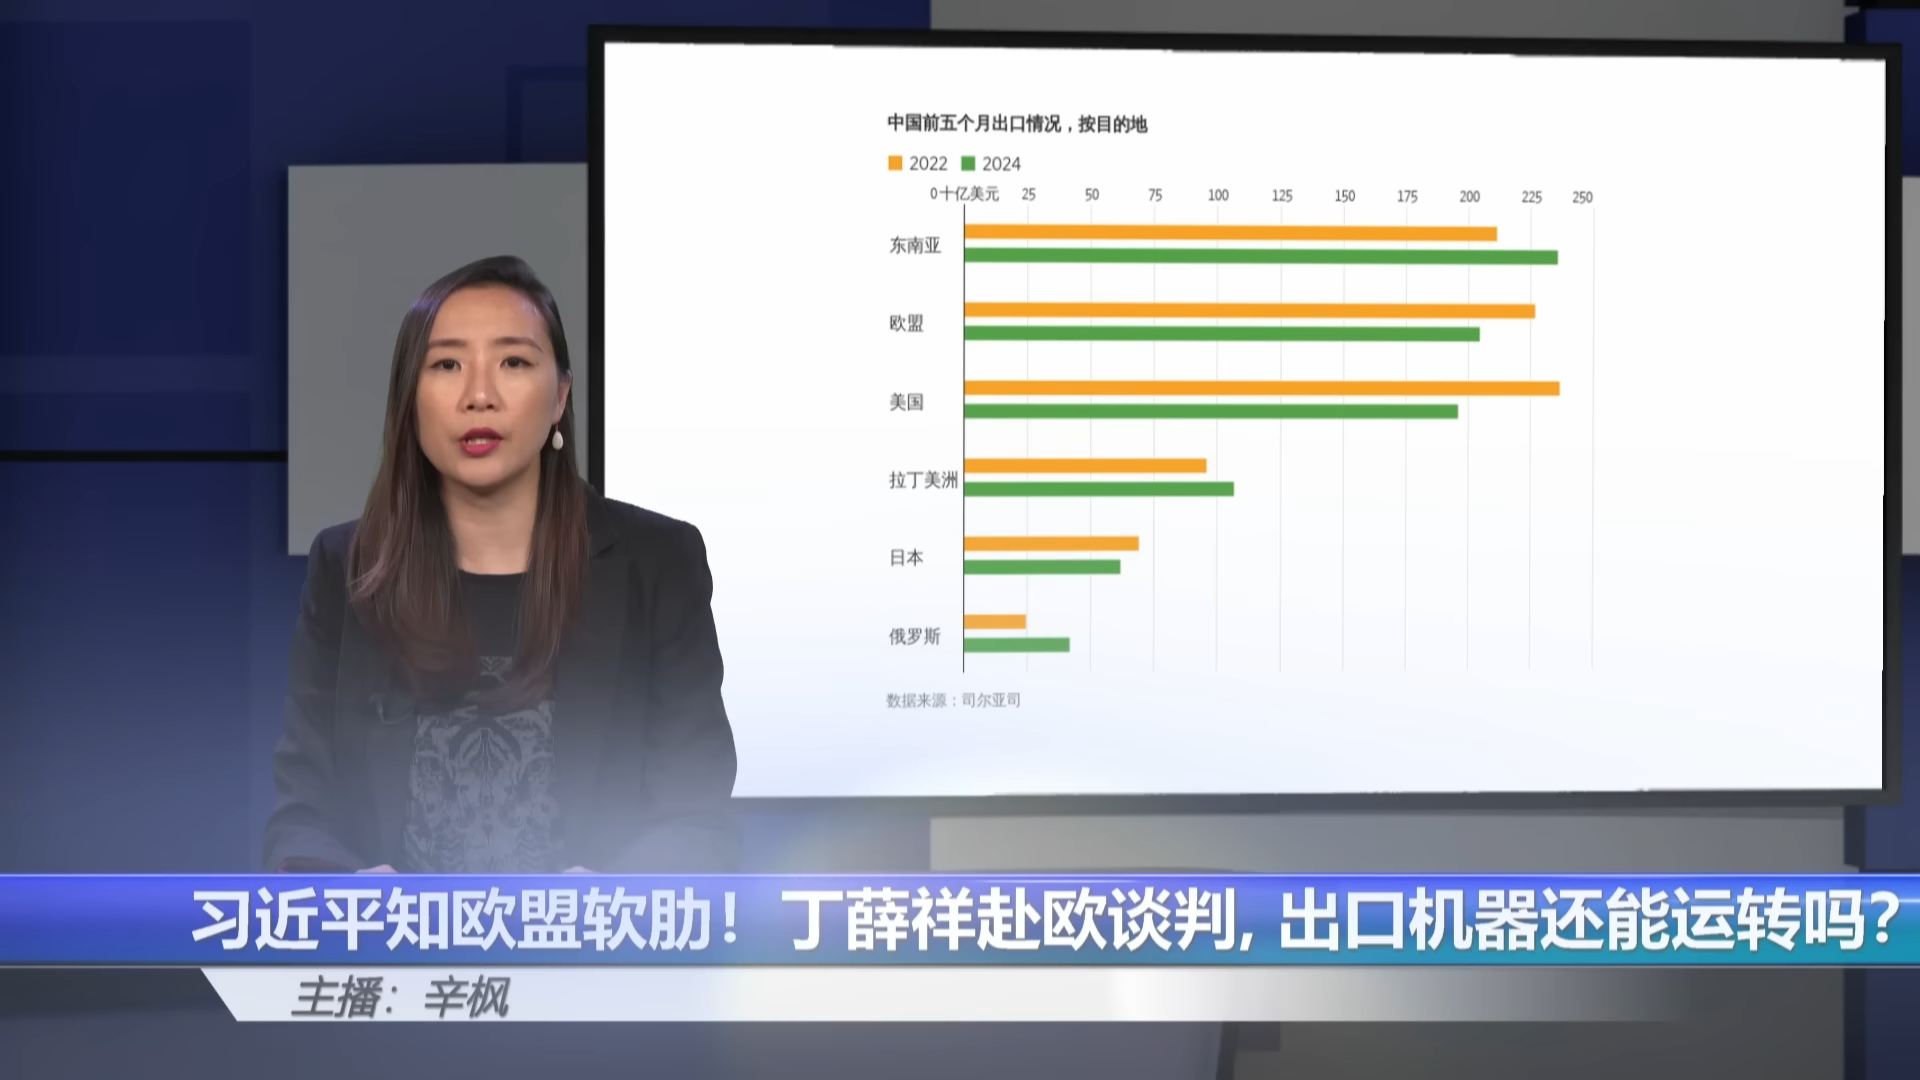 中国前五个月出口情况，按目的地
2022 2024
0十亿美元 25 50 75 100 125 150 175 200 225 250
东南亚
欧盟
美国
拉丁美洲
日本
俄罗斯
数据来源：司尔亚司
习近平知欧盟软肋！丁薛祥赴欧谈判, 出口机器还能运转吗？
主播：辛枫